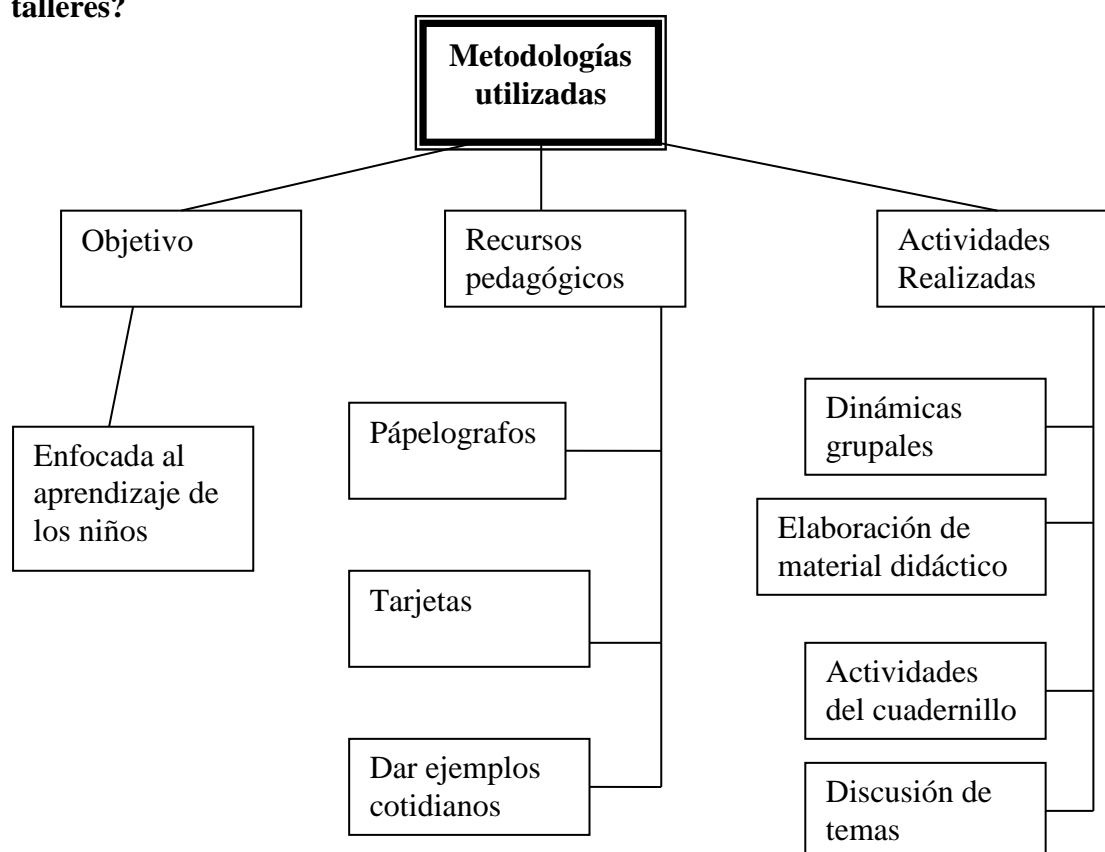 talleres?
Metodologías
utilizadas
Objetivo
Recursos
pedagógicos
Actividades
Realizadas
Enfocada al
aprendizaje de
los niños
Pápelografos
Tarjetas
Dar ejemplos
cotidianos
Dinámicas
grupales
Elaboración de
material didáctico
Actividades
del cuadernillo
Discusión de
temas